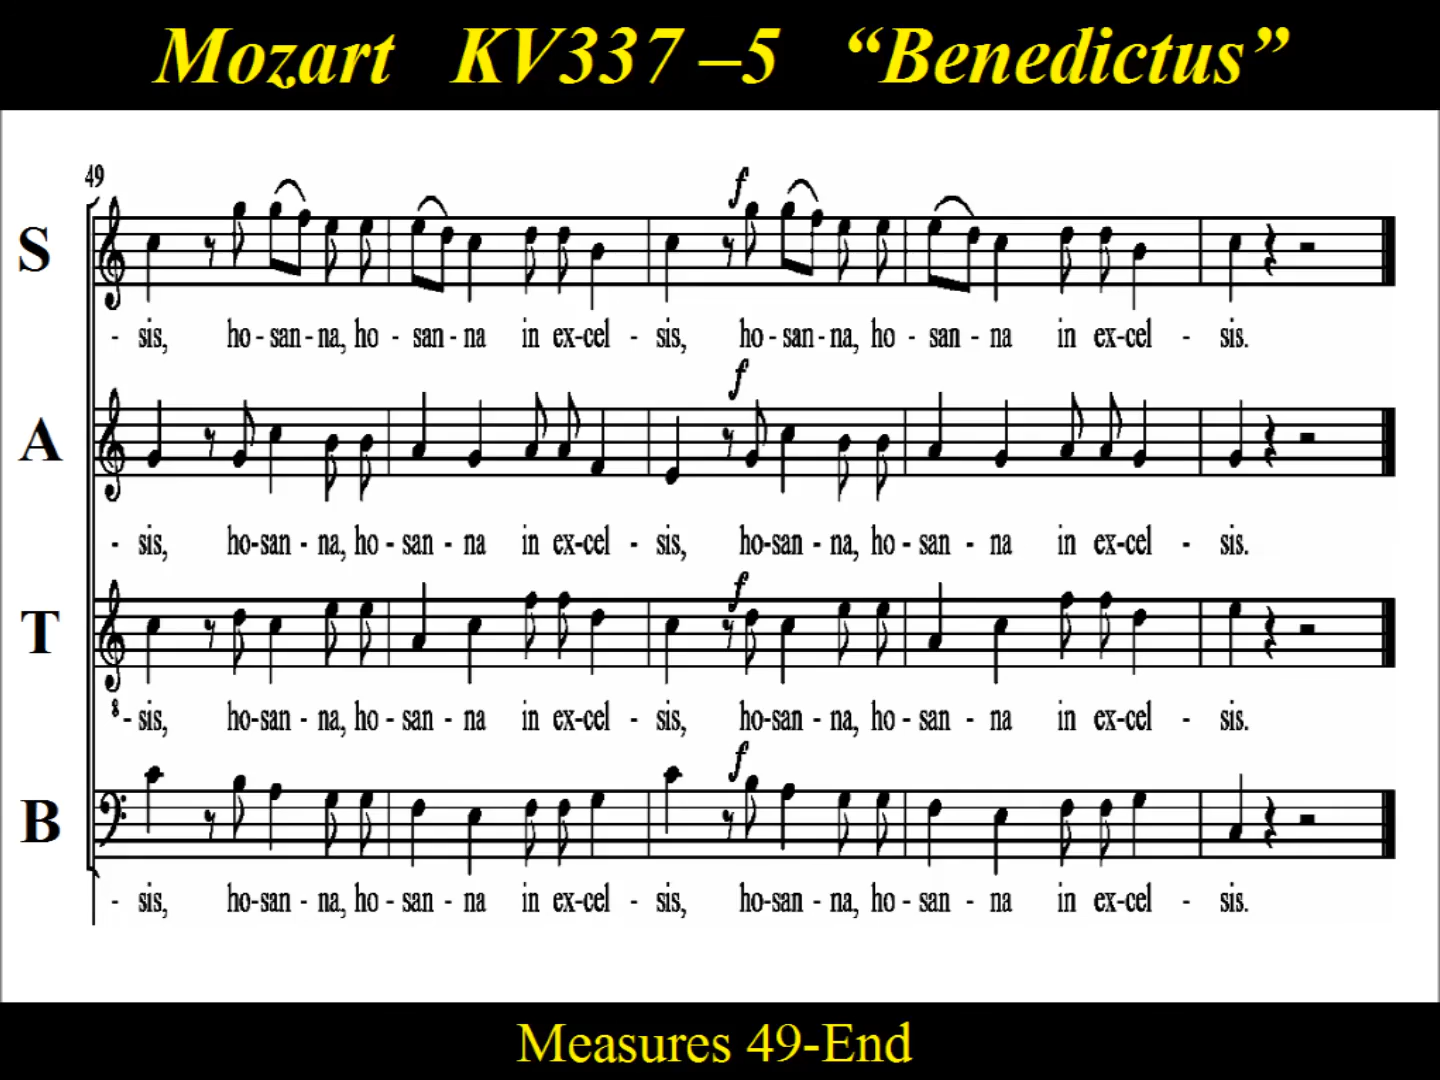 Mozart KV337 –5 “Benedictus”
49
f
S
- sis, ho - san - na, ho - san - na in ex-cel - sis, ho - san - na, ho - san - na in ex-cel - sis.
f
A
- sis, ho-san - na, ho - san - na in ex-cel - sis, ho-san - na, ho - san - na in ex-cel - sis.
f
T
8
- sis, ho-san - na, ho - san - na in ex-cel - sis, ho-san - na, ho - san - na in ex-cel - sis.
f
B
- sis, ho-san - na, ho - san - na in ex-cel - sis, ho-san - na, ho - san - na in ex-cel - sis.
Measures 49-End